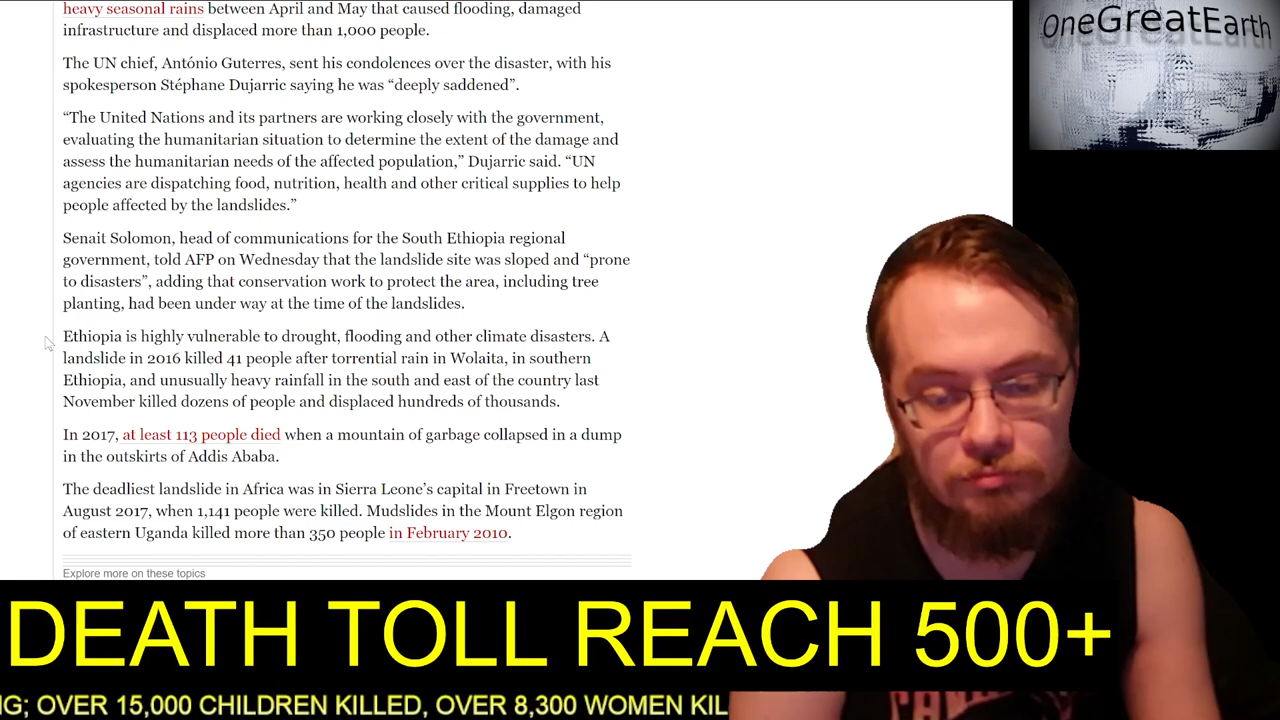 heavy seasonal rains between April and May that caused flooding, damaged
infrastructure and displaced more than 1,000 people.
The UN chief, António Guterres, sent his condolences over the disaster, with his
spokesperson Stéphane Dujarric saying he was “deeply saddened”.
“The United Nations and its partners are working closely with the government,
evaluating the humanitarian situation to determine the extent of the damage and
assess the humanitarian needs of the affected population,” Dujarric said. “UN
agencies are dispatching food, nutrition, health and other critical supplies to help
people affected by the landslides.”
Senait Solomon, head of communications for the South Ethiopia regional
government, told AFP on Wednesday that the landslide site was sloped and “prone
to disasters”, adding that conservation work to protect the area, including tree
planting, had been under way at the time of the landslides.
Ethiopia is highly vulnerable to drought, flooding and other climate disasters. A
landslide in 2016 killed 41 people after torrential rain in Wolaita, in southern
Ethiopia, and unusually heavy rainfall in the south and east of the country last
November killed dozens of people and displaced hundreds of thousands.
In 2017, at least 113 people died when a mountain of garbage collapsed in a dump
in the outskirts of Addis Ababa.
The deadliest landslide in Africa was in Sierra Leone’s capital in Freetown in
August 2017, when 1,141 people were killed. Mudslides in the Mount Elgon region
of eastern Uganda killed more than 350 people in February 2010.
Explore more on these topics
OneGreatEarth
DEATH TOLL REACH 500+
G; OVER 15,000 CHILDREN KILLED, OVER 8,300 WOMEN KIL